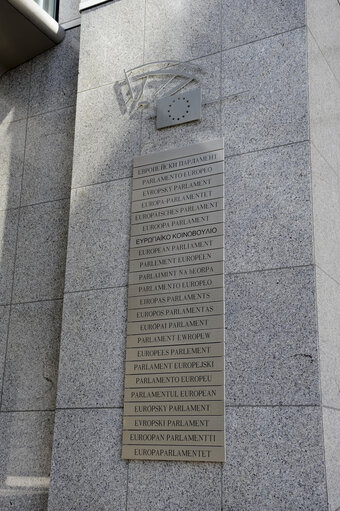 ЕВРОПЕЙСКИ ПАРЛАМЕНТ
PARLAMENTO EUROPEO
EVROPSKÝ PARLAMENT
EUROPA-PARLAMENTET
EUROPÄISCHES PARLAMENT
EUROOPA PARLAMENT
ΕΥΡΩΠΑΪΚΟ ΚΟΙΝΟΒΟΥΛΙΟ
EUROPEAN PARLIAMENT
PARLEMENT EUROPÉEN
PARLAIMINT NA hEORPA
PARLAMENTO EUROPEO
EIROPAS PARLAMENTS
EUROPOS PARLAMENTAS
EURÓPAI PARLAMENT
PARLAMENT EWROPEW
EUROPEES PARLEMENT
PARLAMENT EUROPEJSKI
PARLAMENTO EUROPEU
PARLAMENTUL EUROPEAN
EURÓPSKY PARLAMENT
EVROPSKI PARLAMENT
EUROOPAN PARLAMENTTI
EUROPAPARLAMENTET